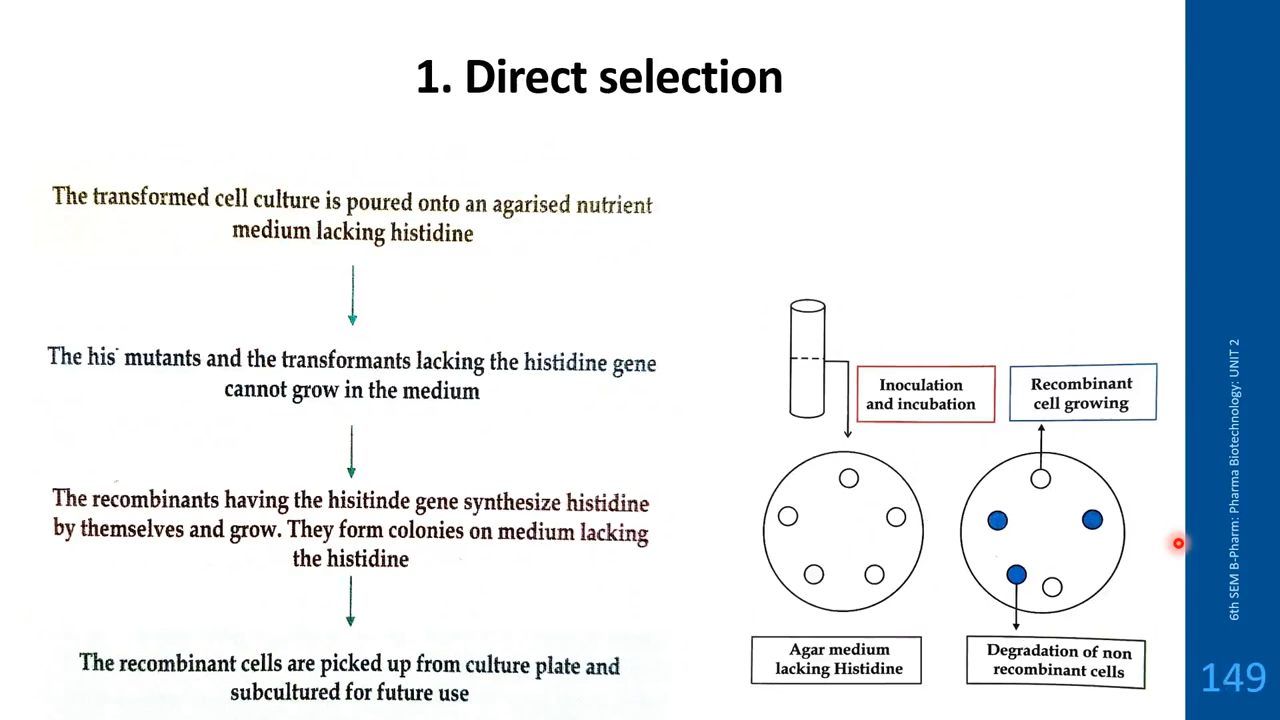 1. Direct selection
The transformed cell culture is poured onto an agarised nutrient
medium lacking histidine
The his⁻ mutants and the transformants lacking the histidine gene
cannot grow in the medium
The recombinants having the hisitinde gene synthesize histidine
by themselves and grow. They form colonies on medium lacking
the histidine
The recombinant cells are picked up from culture plate and
subcultured for future use
Inoculation
and incubation
Recombinant
cell growing
Agar medium
lacking Histidine
Degradation of non
recombinant cells
6th SEM B-Pharm: Pharma Biotechnology: UNIT 2
149